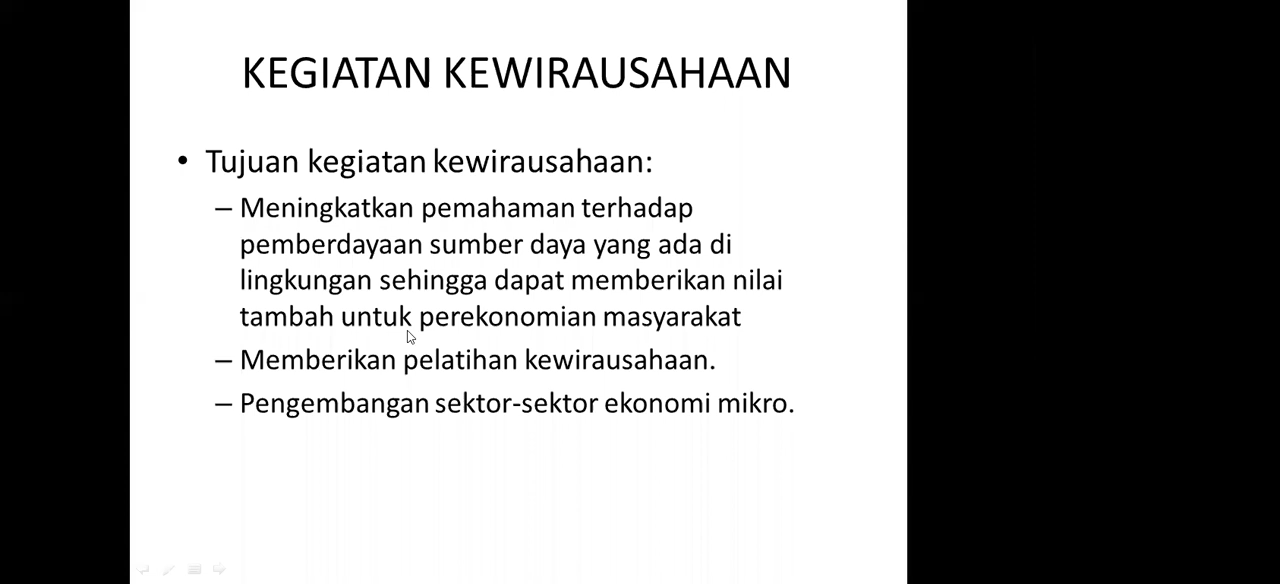 KEGIATAN KEWIRAUSAHAAN
• Tujuan kegiatan kewirausahaan:
– Meningkatkan pemahaman terhadap
pemberdayaan sumber daya yang ada di
lingkungan sehingga dapat memberikan nilai
tambah untuk perekonomian masyarakat
– Memberikan pelatihan kewirausahaan.
– Pengembangan sektor-sektor ekonomi mikro.